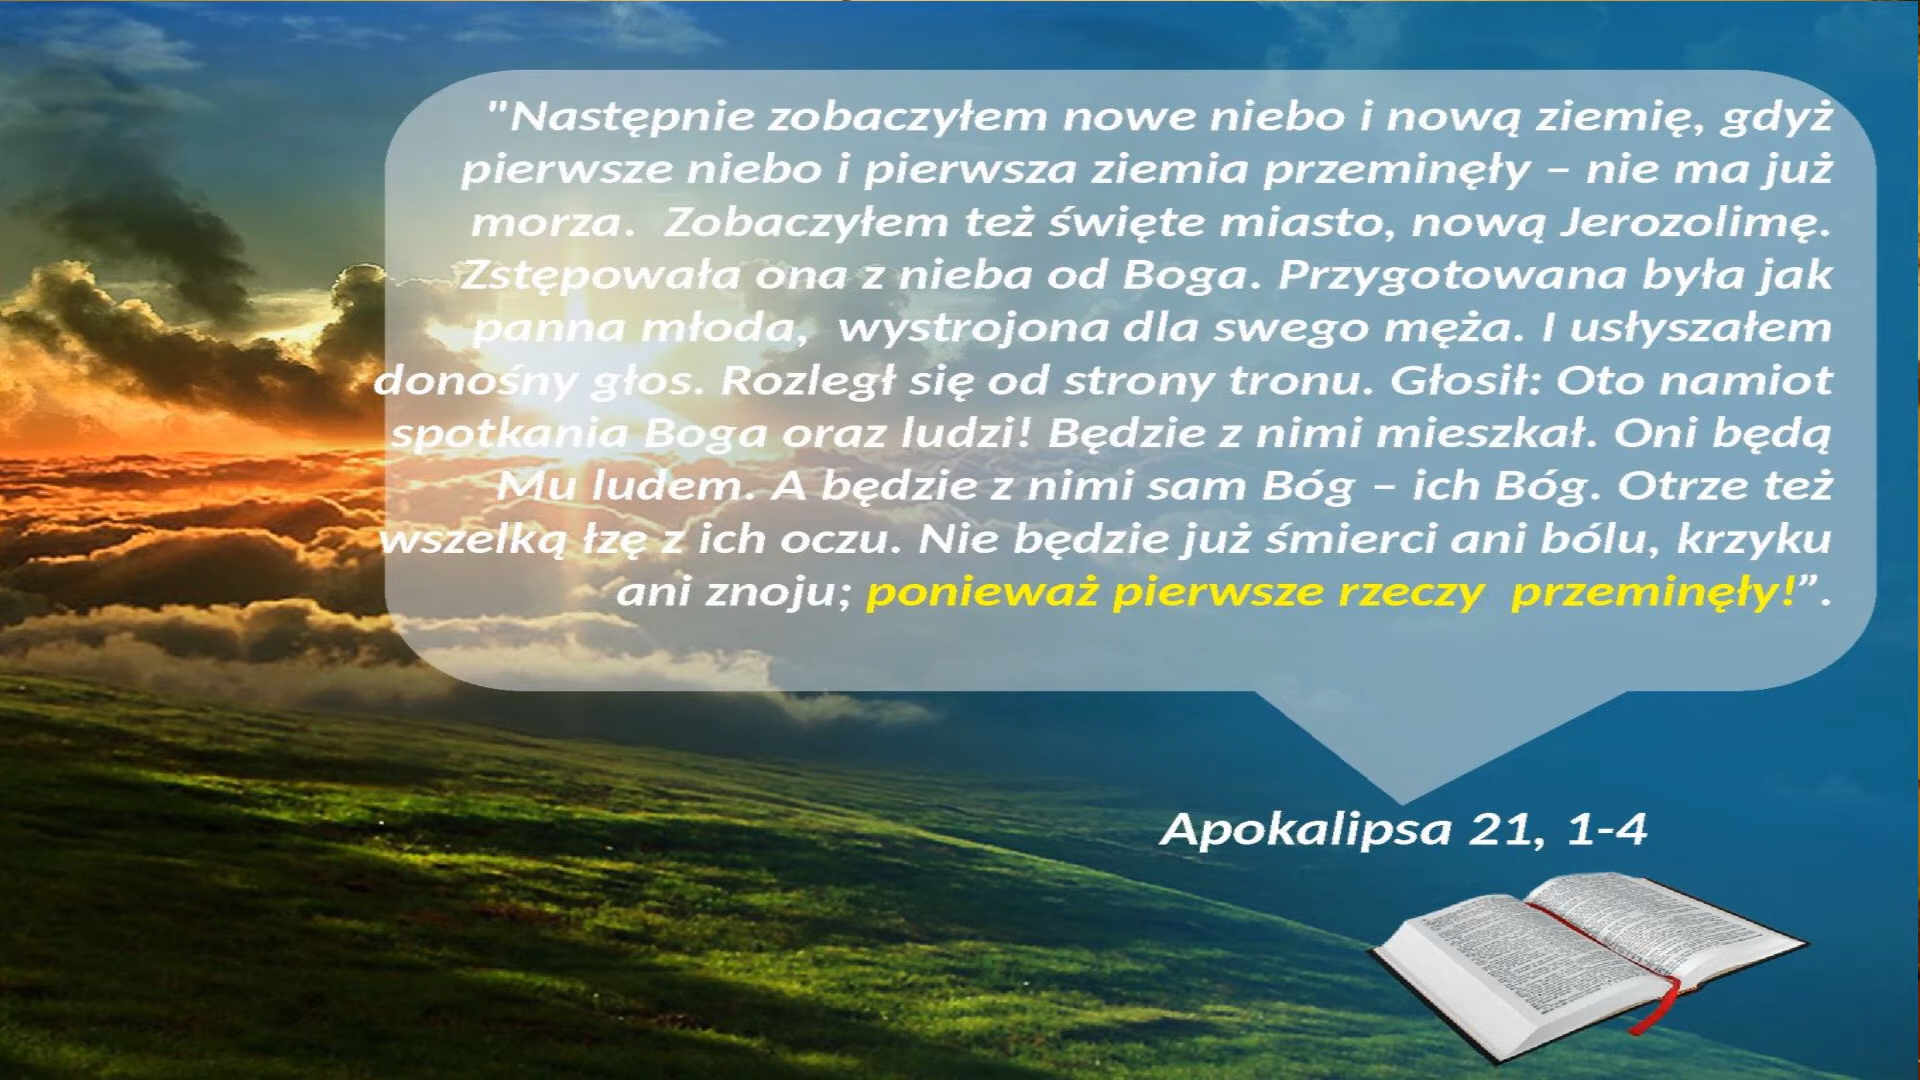 "Następnie zobaczyłem nowe niebo i nową ziemię, gdyż
pierwsze niebo i pierwsza ziemia przeminęły – nie ma już
morza.  Zobaczyłem też święte miasto, nową Jerozolimę.
Zstępowała ona z nieba od Boga. Przygotowana była jak
panna młoda,  wystrojona dla swego męża. I usłyszałem
donośny głos. Rozległ się od strony tronu. Głosił: Oto namiot
spotkania Boga oraz ludzi! Będzie z nimi mieszkał. Oni będą
Mu ludem. A będzie z nimi sam Bóg – ich Bóg. Otrze też
wszelką łzę z ich oczu. Nie będzie już śmierci ani bólu, krzyku
ani znoju; ponieważ pierwsze rzeczy  przeminęły!”.
Apokalipsa 21, 1-4